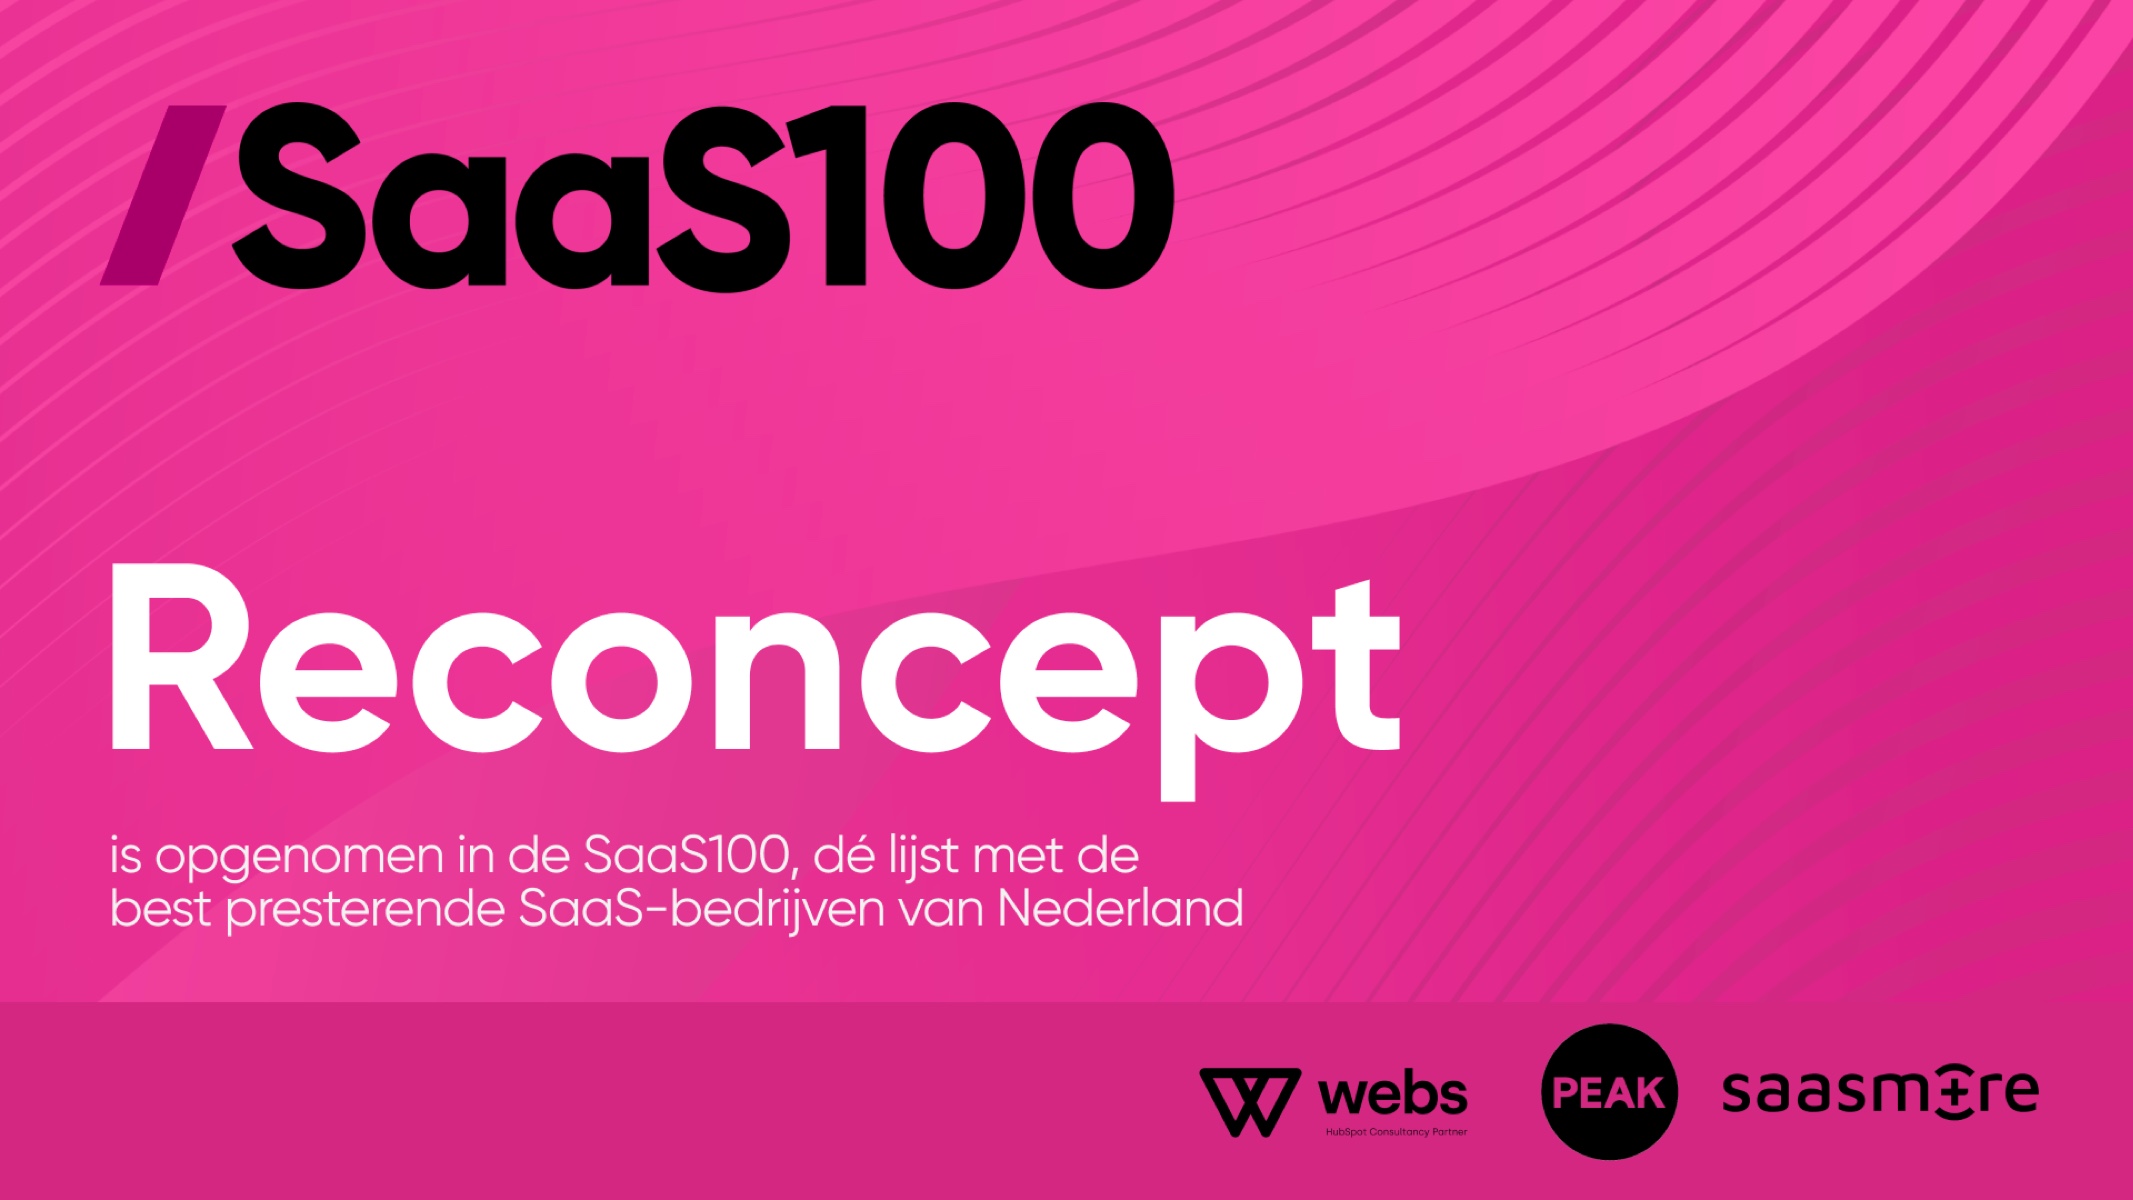 /SaaS100
Reconcept
is opgenomen in de SaaS100, dé lijst met de
best presterende SaaS-bedrijven van Nederland
webs
HubSpot Consultancy Partner
PEAK
saasmore